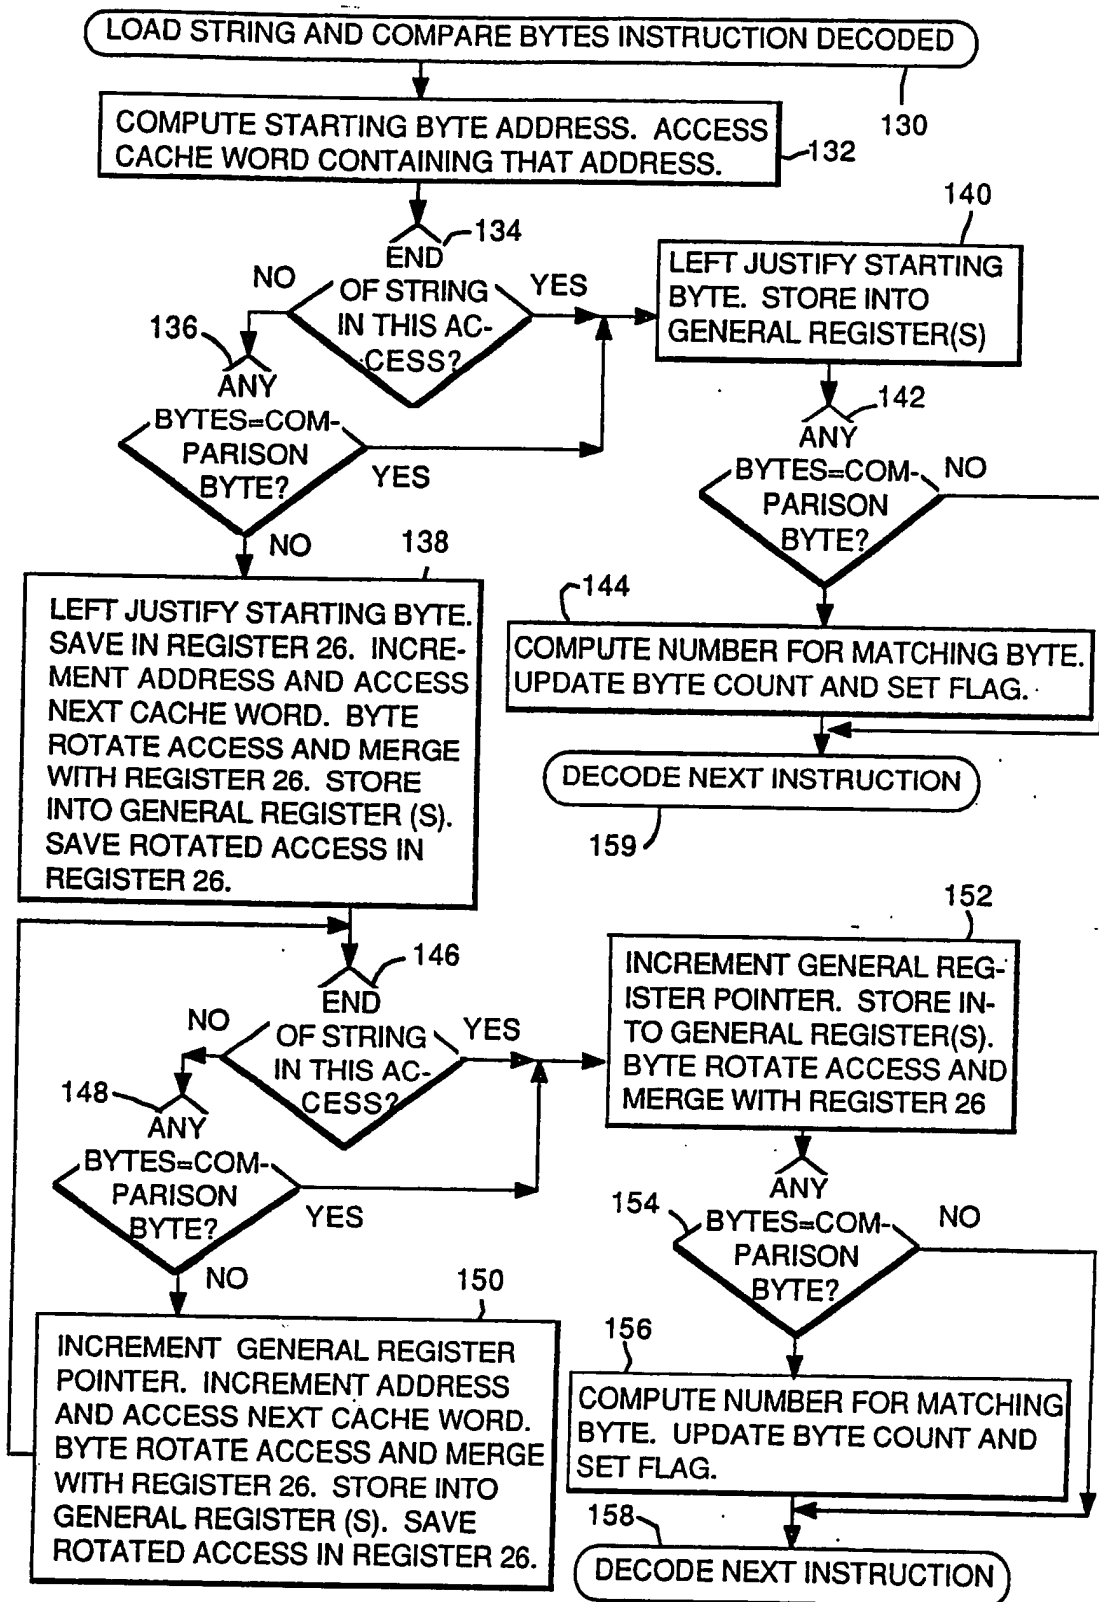 LOAD STRING AND COMPARE BYTES INSTRUCTION DECODED
130
COMPUTE STARTING BYTE ADDRESS. ACCESS
CACHE WORD CONTAINING THAT ADDRESS.
132
134
END
OF STRING
IN THIS AC-
CESS?
NO
YES
140
LEFT JUSTIFY STARTING
BYTE. STORE INTO
GENERAL REGISTER(S)
136
ANY
BYTES=COM-
PARISON
BYTE?
YES
NO
142
ANY
BYTES=COM-
PARISON
BYTE?
NO
138
LEFT JUSTIFY STARTING BYTE.
SAVE IN REGISTER 26. INCRE-
MENT ADDRESS AND ACCESS
NEXT CACHE WORD. BYTE
ROTATE ACCESS AND MERGE
WITH REGISTER 26. STORE
INTO GENERAL REGISTER (S).
SAVE ROTATED ACCESS IN
REGISTER 26.
144
COMPUTE NUMBER FOR MATCHING BYTE.
UPDATE BYTE COUNT AND SET FLAG.
DECODE NEXT INSTRUCTION
159
146
END
OF STRING
IN THIS AC-
CESS?
NO
YES
152
INCREMENT GENERAL REG-
ISTER POINTER. STORE IN-
TO GENERAL REGISTER(S).
BYTE ROTATE ACCESS AND
MERGE WITH REGISTER 26
148
ANY
BYTES=COM-
PARISON
BYTE?
YES
NO
154
ANY
BYTES=COM-
PARISON
BYTE?
NO
150
INCREMENT GENERAL REGISTER
POINTER. INCREMENT ADDRESS
AND ACCESS NEXT CACHE WORD.
BYTE ROTATE ACCESS AND MERGE
WITH REGISTER 26. STORE INTO
GENERAL REGISTER (S). SAVE
ROTATED ACCESS IN REGISTER 26.
156
COMPUTE NUMBER FOR MATCHING
BYTE. UPDATE BYTE COUNT AND
SET FLAG.
158
DECODE NEXT INSTRUCTION